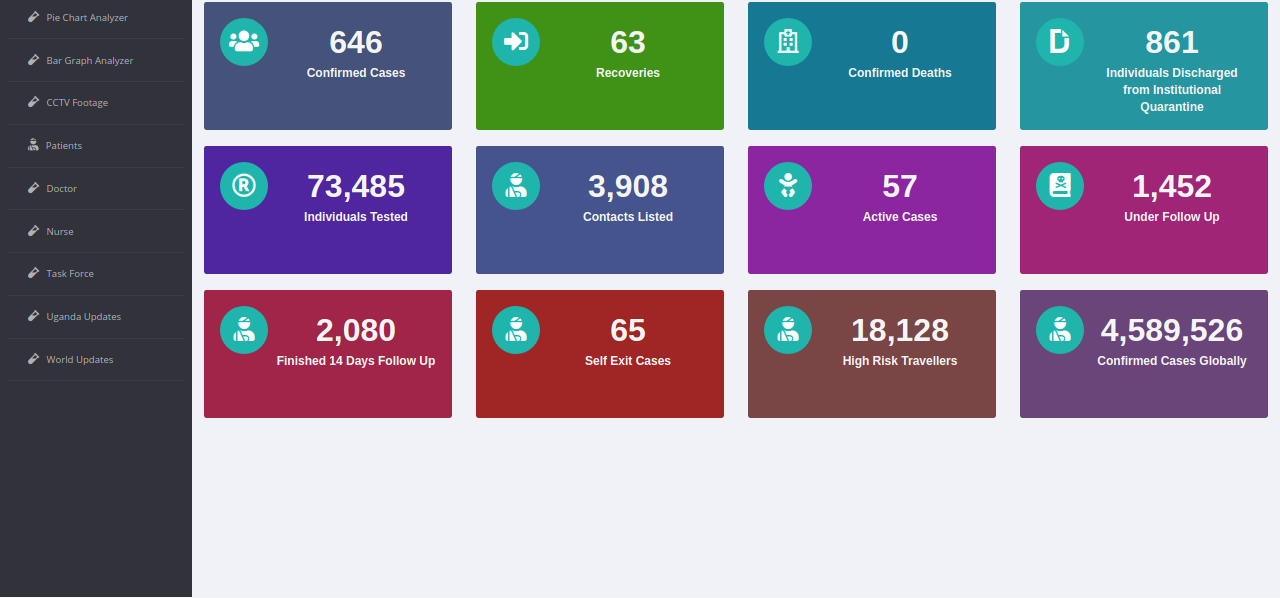 Pie Chart Analyzer
Bar Graph Analyzer
CCTV Footage
Patients
Doctor
Nurse
Task Force
Uganda Updates
World Updates
646
Confirmed Cases
63
Recoveries
0
Confirmed Deaths
861
Individuals Discharged
from Institutional
Quarantine
73,485
Individuals Tested
3,908
Contacts Listed
57
Active Cases
1,452
Under Follow Up
2,080
Finished 14 Days Follow Up
65
Self Exit Cases
18,128
High Risk Travellers
4,589,526
Confirmed Cases Globally